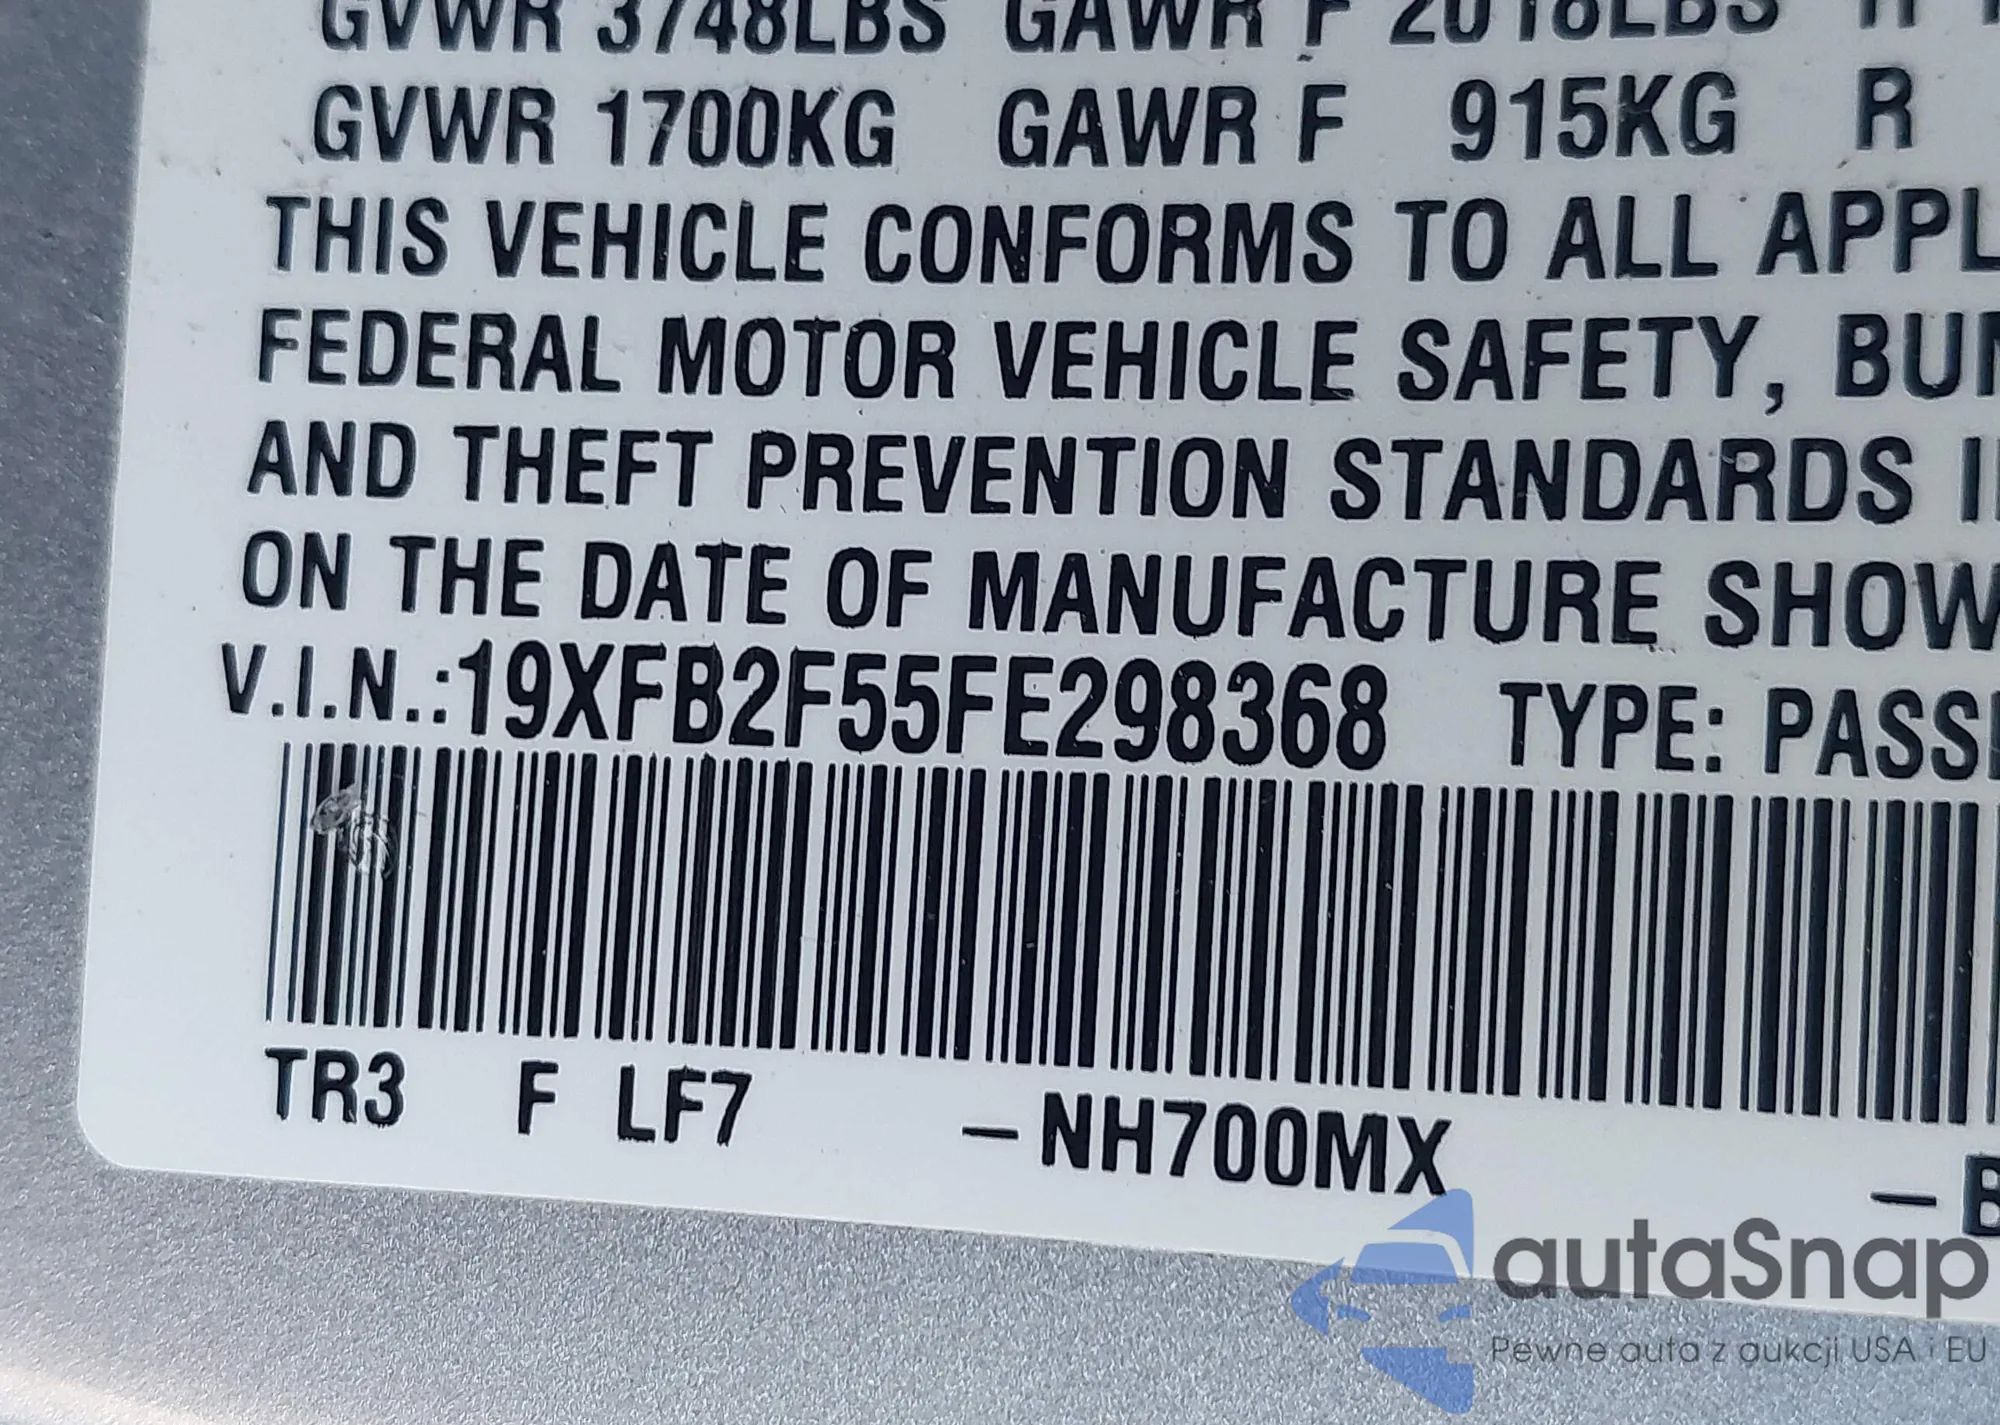 GVWR 3748LBS GAWR F 2018LBS R
GVWR 1700KG GAWR F 915KG R
THIS VEHICLE CONFORMS TO ALL APPL
FEDERAL MOTOR VEHICLE SAFETY, BUM
AND THEFT PREVENTION STANDARDS I
ON THE DATE OF MANUFACTURE SHOW
V.I.N.:19XFB2F55FE298368 TYPE: PASSE
TR3 F LF7 –NH700MX –B
autaSnap
Pewne auta z aukcji USA i EU